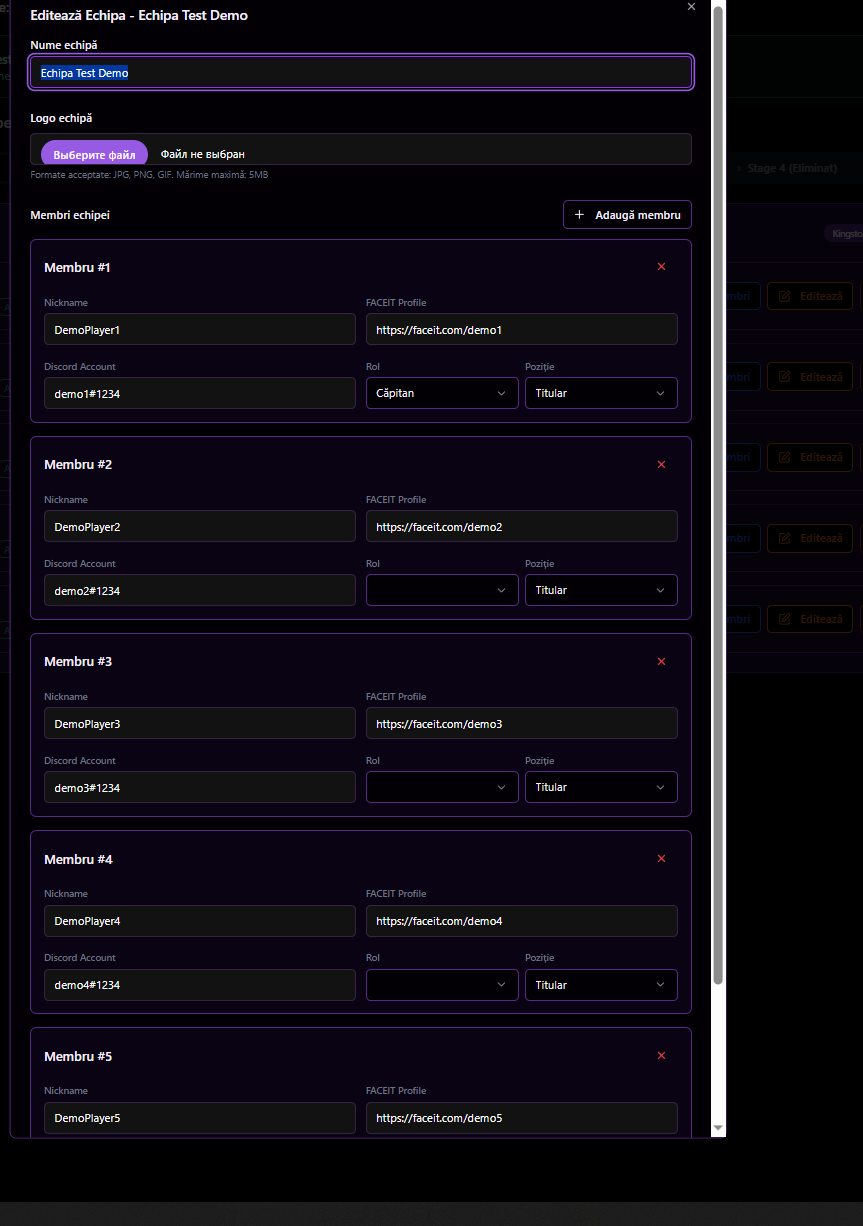 Editează Echipa - Echipa Test Demo
Nume echipă
Echipa Test Demo
Logo echipă
Выберите файл Файл не выбран
Formate acceptate: JPG, PNG, GIF. Mărime maximă: 5MB
Stage 4 (Eliminat)
Membri echipei
Adaugă membru
Membru #1
Nickname FACEIT Profile
DemoPlayer1 https://faceit.com/demo1
Editează
Discord Account Rol Poziție
demo1#1234 Căpitan Titular
Editează
Membru #2
Nickname FACEIT Profile
DemoPlayer2 https://faceit.com/demo2
Editează
Discord Account Rol Poziție
demo2#1234 Titular
Editează
Membru #3
Nickname FACEIT Profile
DemoPlayer3 https://faceit.com/demo3
Editează
Discord Account Rol Poziție
demo3#1234 Titular
Membru #4
Nickname FACEIT Profile
DemoPlayer4 https://faceit.com/demo4
Discord Account Rol Poziție
demo4#1234 Titular
Membru #5
Nickname FACEIT Profile
DemoPlayer5 https://faceit.com/demo5